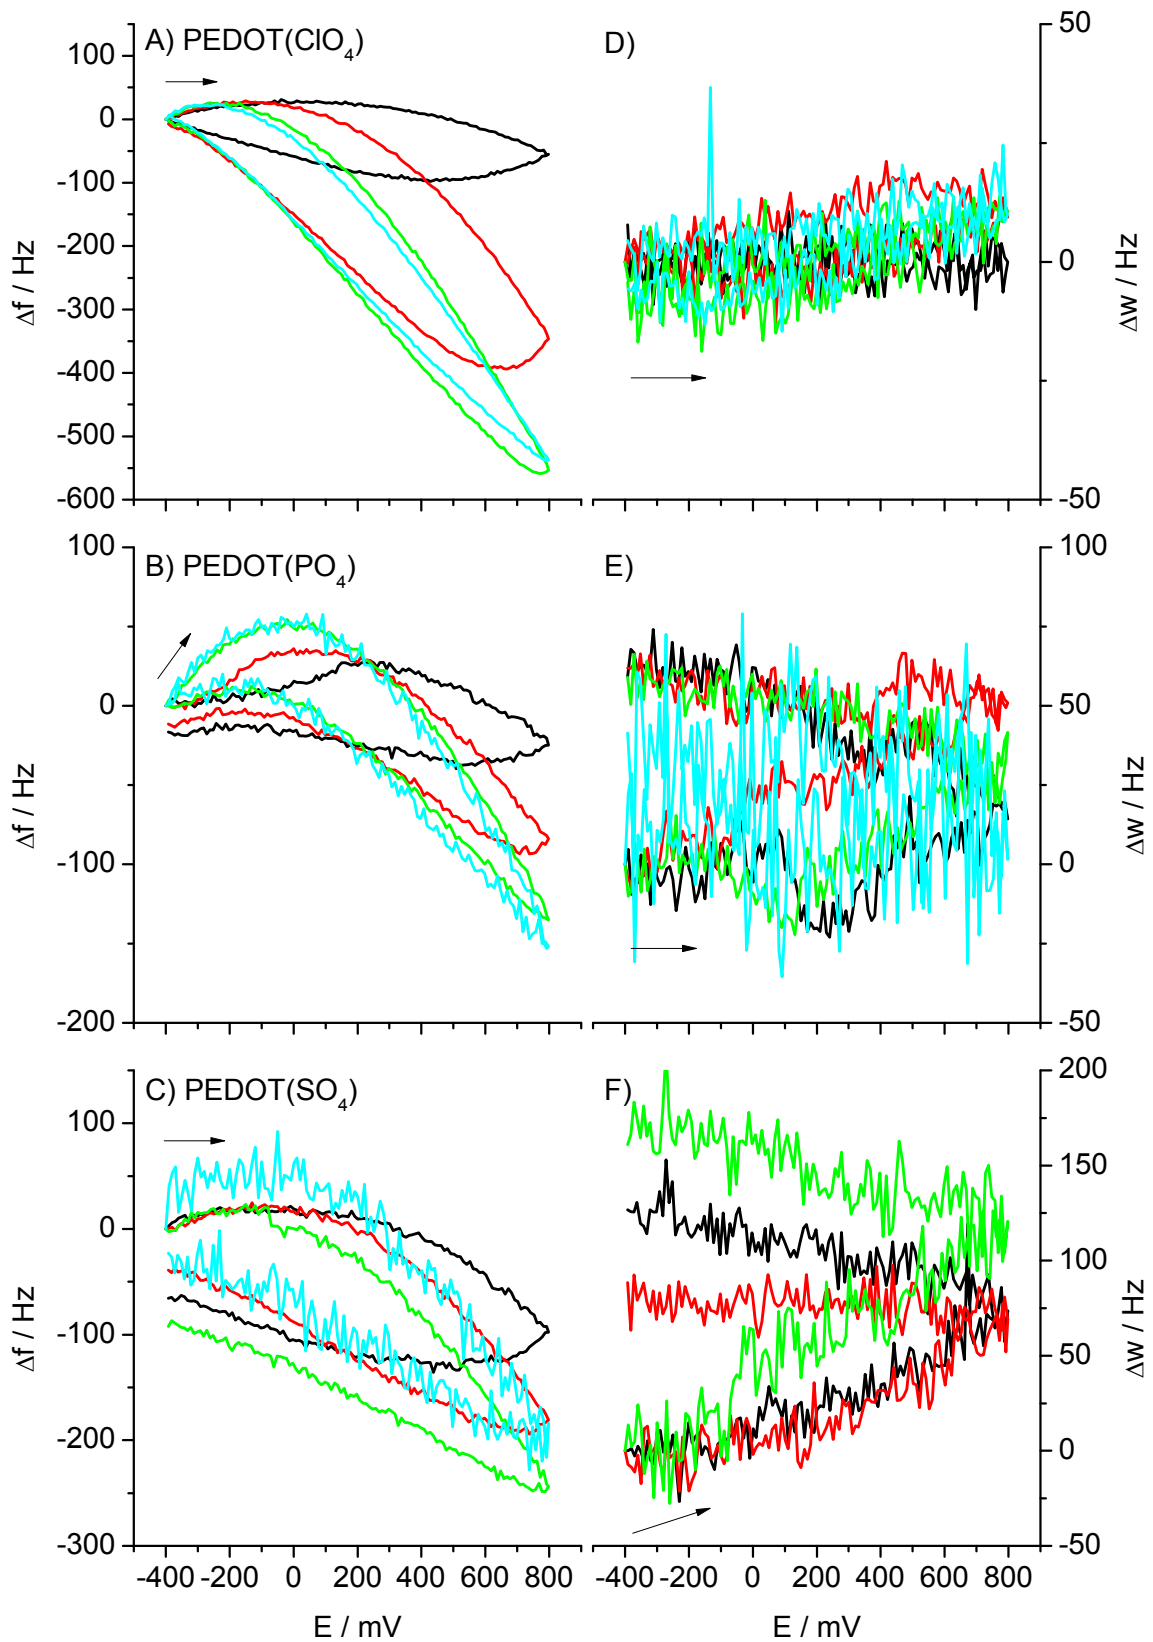 A) PEDOT(ClO₄)
D)
100
0
-100
-200
-300
-400
-500
-600
Δf / Hz
50
0
-50
Δw / Hz
B) PEDOT(PO₄)
E)
100
0
-100
-200
Δf / Hz
100
50
0
-50
Δw / Hz
C) PEDOT(SO₄)
F)
100
0
-100
-200
-300
Δf / Hz
200
150
100
50
0
-50
Δw / Hz
-400 -200 0 200 400 600 800
-400 -200 0 200 400 600 800
E / mV
E / mV